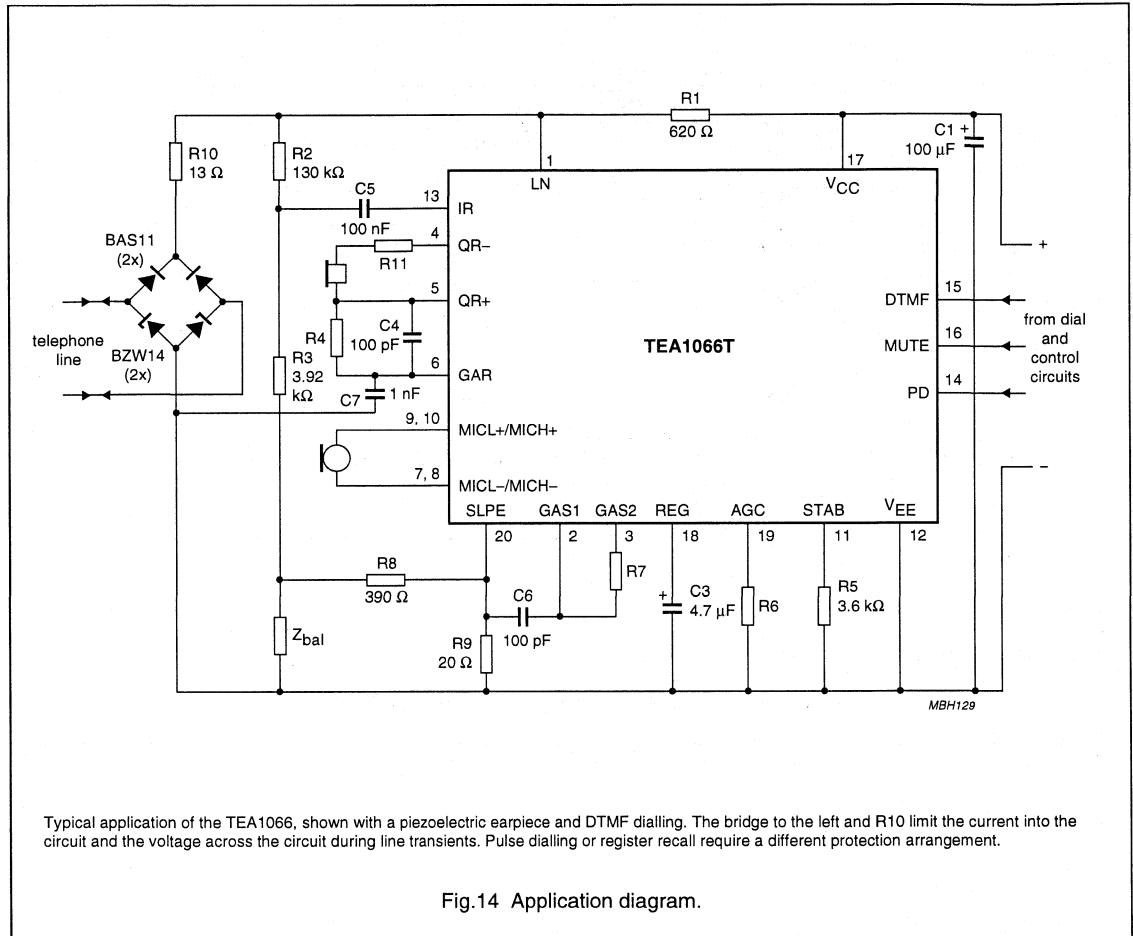 R1
620 Ω
C1 +
100 µF
R10
13 Ω
R2
130 kΩ
1
LN
17
VCC
C5
100 nF
13
IR
4
QR−
R11
BAS11
(2x)
5
QR+
+
15
DTMF
R4
C4
100 pF
TEA1066T
from dial
and
control
circuits
16
MUTE
telephone
line
BZW14
(2x)
R3
3.92
kΩ
6
GAR
14
PD
C7
1 nF
9, 10
MICL+/MICH+
7, 8
MICL−/MICH−
−
SLPE
GAS1
GAS2
REG
AGC
STAB
VEE
20
2
3
18
19
11
12
R8
390 Ω
R7
C6
100 pF
+
C3
4.7 µF
R6
R5
3.6 kΩ
Zbal
R9
20 Ω
MBH129
Typical application of the TEA1066, shown with a piezoelectric earpiece and DTMF dialling. The bridge to the left and R10 limit the current into the
circuit and the voltage across the circuit during line transients. Pulse dialling or register recall require a different protection arrangement.
Fig.14 Application diagram.